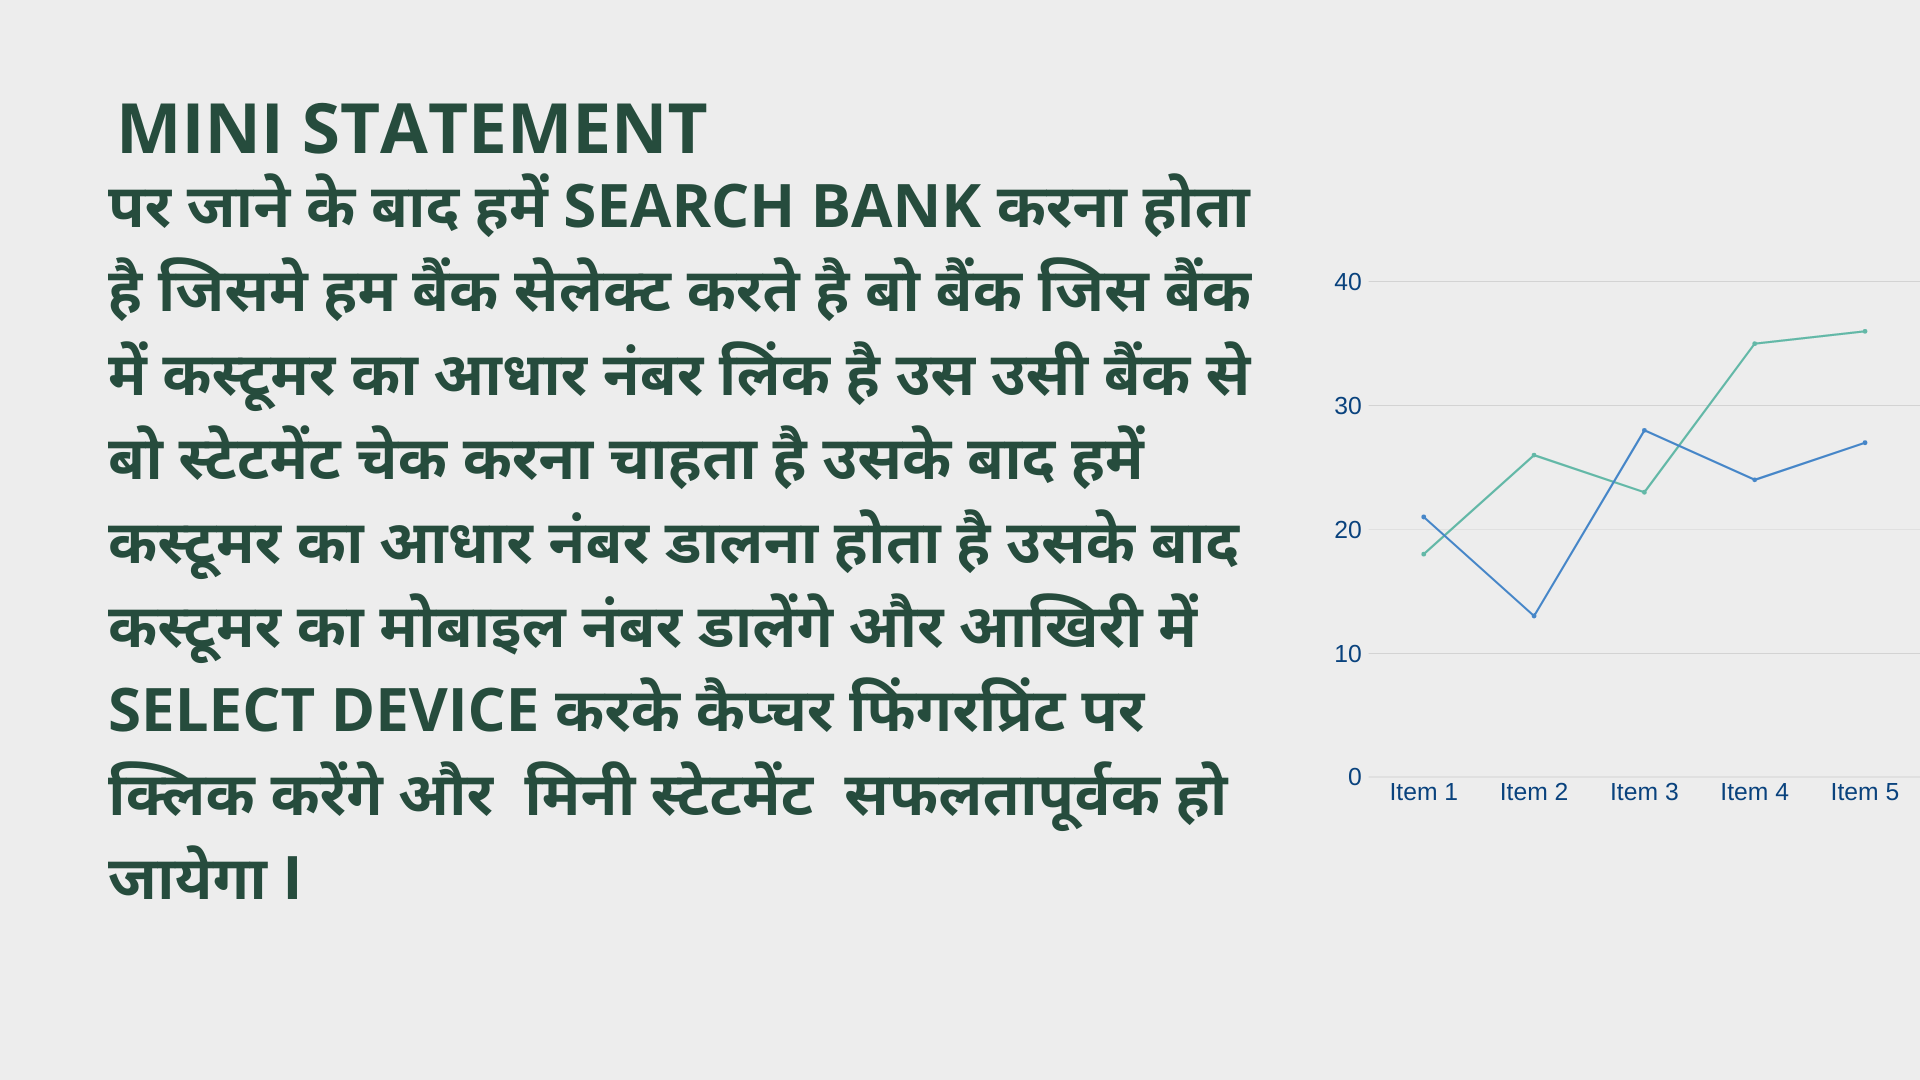 MINI STATEMENT
पर जाने के बाद हमें SEARCH BANK करना होता
है जिसमे हम बैंक सेलेक्ट करते है बो बैंक जिस बैंक
में कस्टूमर का आधार नंबर लिंक है उस उसी बैंक से
बो स्टेटमेंट चेक करना चाहता है उसके बाद हमें
कस्टूमर का आधार नंबर डालना होता है उसके बाद
कस्टूमर का मोबाइल नंबर डालेंगे और आखिरी में
SELECT DEVICE करके कैप्चर फिंगरप्रिंट पर
क्लिक करेंगे और  मिनी स्टेटमेंट  सफलतापूर्वक हो
जायेगा I
40
30
20
10
0
Item 1 Item 2 Item 3 Item 4 Item 5